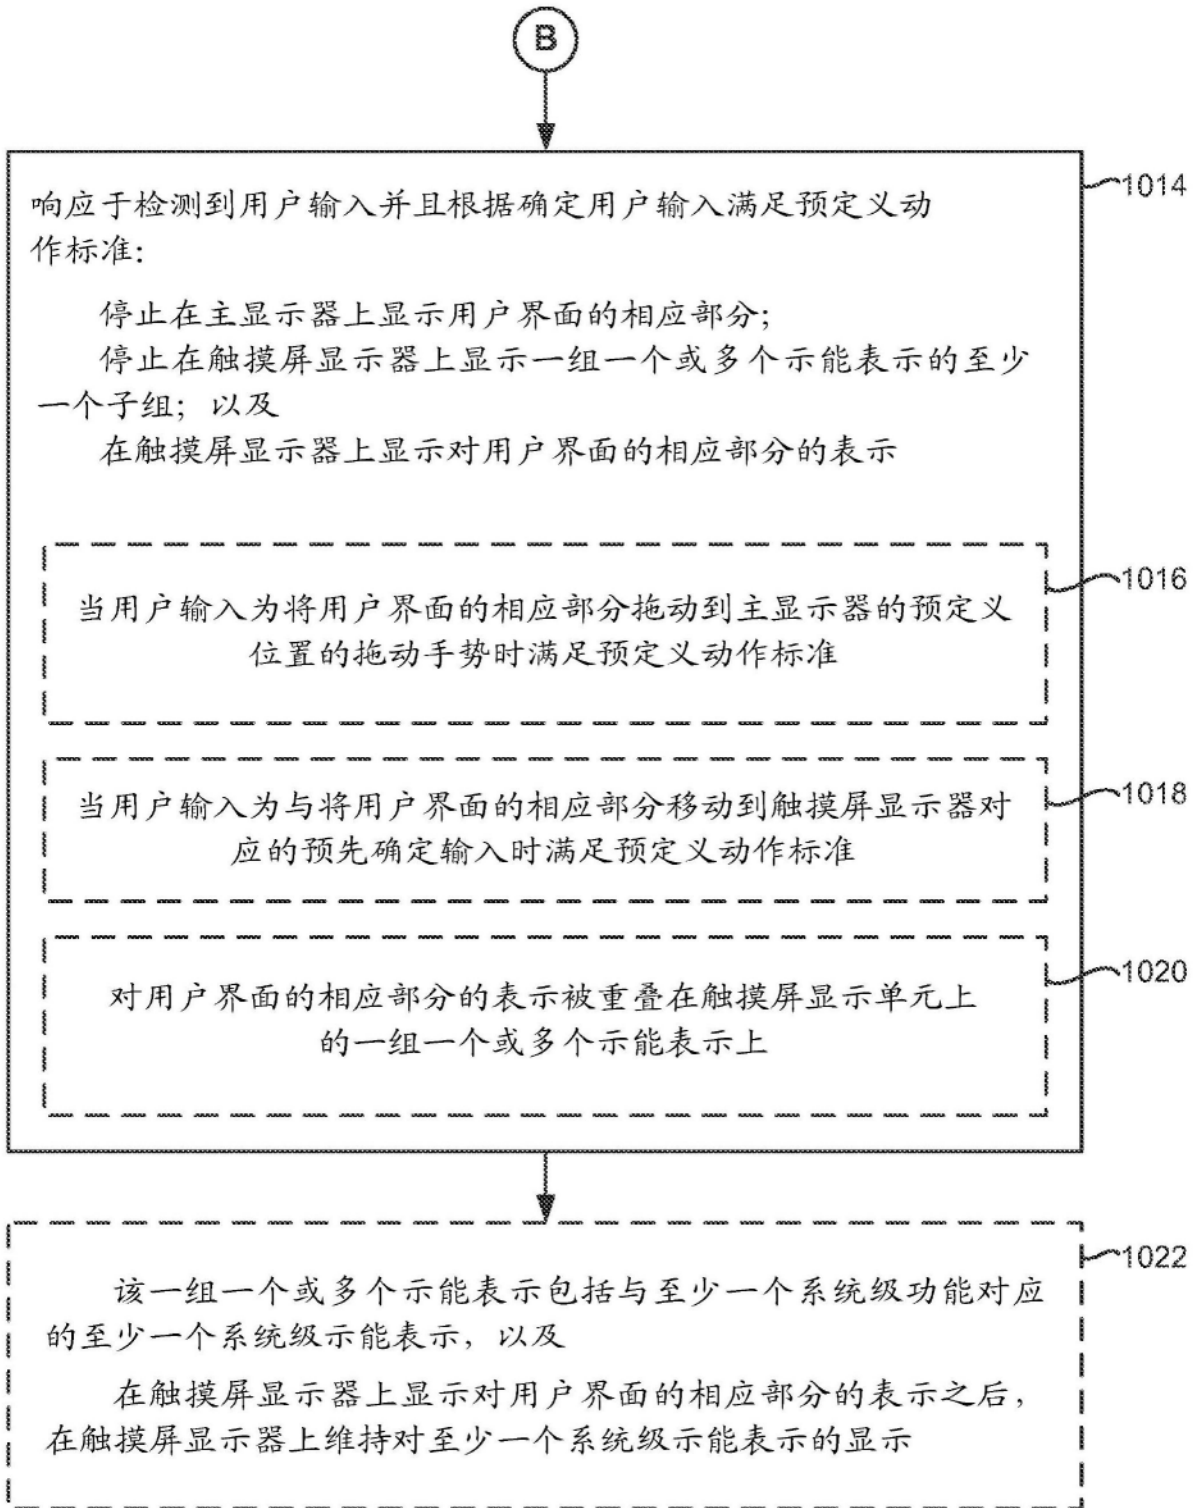 B
1014
响应于检测到用户输入并且根据确定用户输入满足预定义动
作标准：
停止在主显示器上显示用户界面的相应部分；
停止在触摸屏显示器上显示一组一个或多个示能表示的至少
一个子组；以及
在触摸屏显示器上显示对用户界面的相应部分的表示
1016
当用户输入为将用户界面的相应部分拖动到主显示器的预定义
位置的拖动手势时满足预定义动作标准
1018
当用户输入为与将用户界面的相应部分移动到触摸屏显示器对
应的预先确定输入时满足预定义动作标准
1020
对用户界面的相应部分的表示被重叠在触摸屏显示单元上
的一组一个或多个示能表示上
1022
该一组一个或多个示能表示包括与至少一个系统级功能对应
的至少一个系统级示能表示，以及
在触摸屏显示器上显示对用户界面的相应部分的表示之后，
在触摸屏显示器上维持对至少一个系统级示能表示的显示